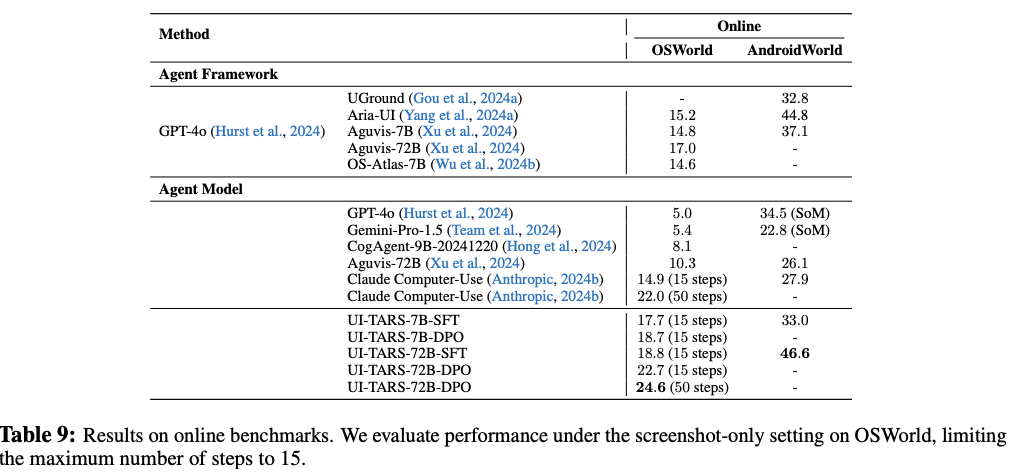 Method Online
OSWorld AndroidWorld
Agent Framework
GPT-4o (Hurst et al., 2024) UGround (Gou et al., 2024a) - 32.8
Aria-UI (Yang et al., 2024a) 15.2 44.8
Aguvis-7B (Xu et al., 2024) 14.8 37.1
Aguvis-72B (Xu et al., 2024) 17.0 -
OS-Atlas-7B (Wu et al., 2024b) 14.6 -
Agent Model
GPT-4o (Hurst et al., 2024) 5.0 34.5 (SoM)
Gemini-Pro-1.5 (Team et al., 2024) 5.4 22.8 (SoM)
CogAgent-9B-20241220 (Hong et al., 2024) 8.1 -
Aguvis-72B (Xu et al., 2024) 10.3 26.1
Claude Computer-Use (Anthropic, 2024b) 14.9 (15 steps) 27.9
Claude Computer-Use (Anthropic, 2024b) 22.0 (50 steps) -
UI-TARS-7B-SFT 17.7 (15 steps) 33.0
UI-TARS-7B-DPO 18.7 (15 steps) -
UI-TARS-72B-SFT 18.8 (15 steps) 46.6
UI-TARS-72B-DPO 22.7 (15 steps) -
UI-TARS-72B-DPO 24.6 (50 steps) -
Table 9: Results on online benchmarks. We evaluate performance under the screenshot-only setting on OSWorld, limiting
the maximum number of steps to 15.